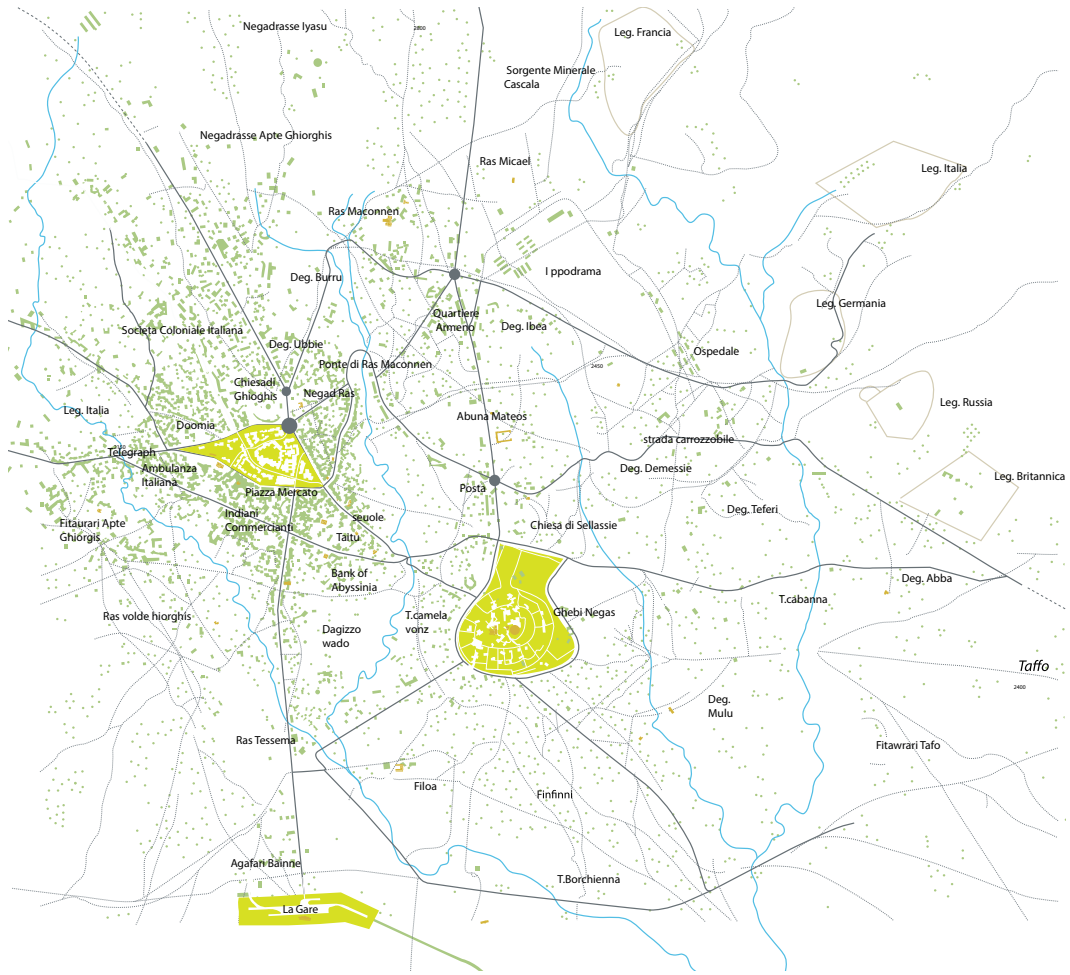 Negadrasse Iyasu
2800
Leg. Francia
Sorgente Minerale
Cascala
Negadrasse Apte Ghiorghis
Ras Micael
Leg. Italia
Ras Maconnen
Deg. Burru
I ppodrama
Leg. Germania
Quartiere
Armeno
Deg. Ibea
Societa Coloniale Italiana
Deg. Ubbie
Ospedale
Ponte di Ras Maconnen
2450
Chiesadi
Ghioghis
Negad Ras
Leg. Italia
Leg. Russia
Doomia
Abuna Mateos
strada carrozzobile
Telegraph
Ambulanza
Italiana
Deg. Demessie
Leg. Britannica
Piazza Mercato
Posta
Indiani
Commercianti
seuole
Taitu
Deg. Teferi
Fitaurari Apte
Ghiorgis
Chiesa di Sellassie
Bank of
Abyssinia
Deg. Abba
T.cabanna
Ras volde hiorghis
T.camela
vonz
Ghebi Negas
Dagizzo
wado
Taffo
2400
Deg.
Mulu
Ras Tessema
Fitawrari Tafo
Filoa
Finfinni
Agafari Bainne
T.Borchienna
La Gare